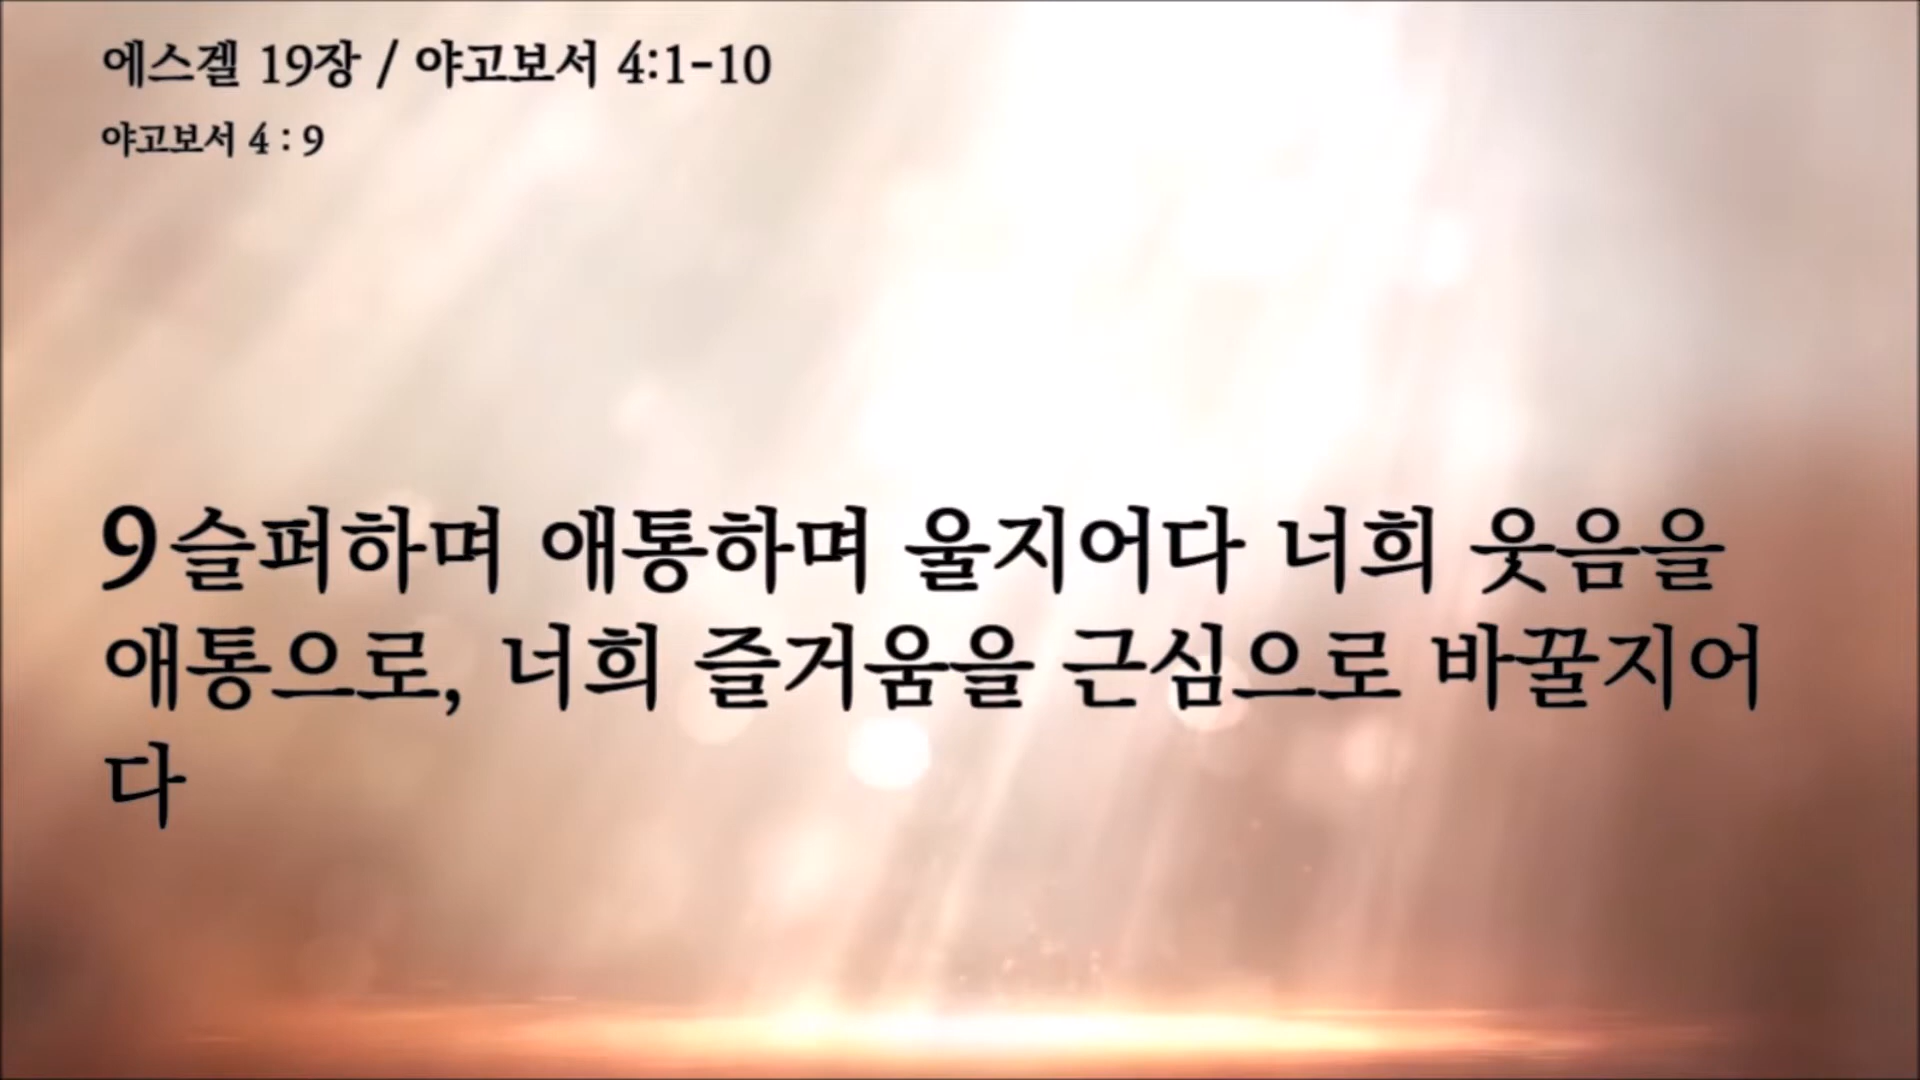 에스겔 19장 / 야고보서 4:1-10
야고보서 4 : 9
9슬퍼하며 애통하며 울지어다 너희 웃음을
애통으로, 너희 즐거움을 근심으로 바꿀지어
다